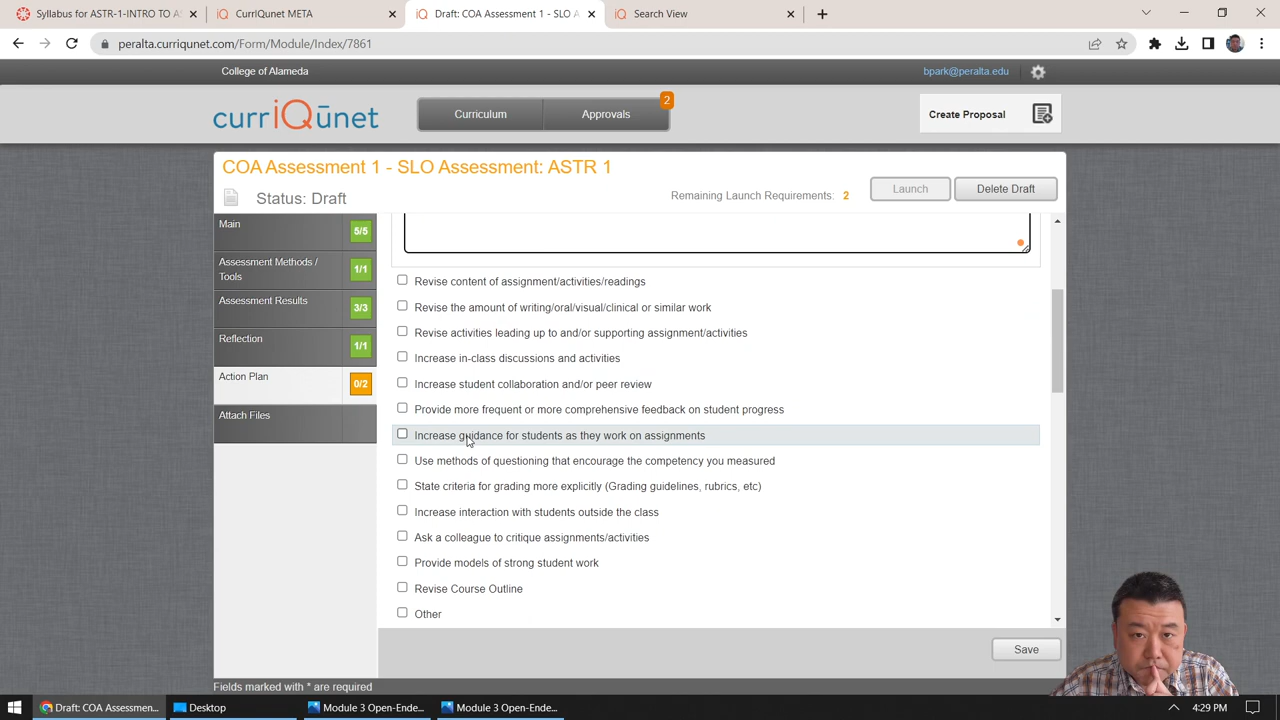 Syllabus for ASTR-1-INTRO TO AS
CurrIQunet META
Draft: COA Assessment 1 - SLO A
Search View
peralta.curriqunet.com/Form/Module/Index/7861
College of Alameda
bpark@peralta.edu
currIQūnet
Curriculum
Approvals
2
Create Proposal
COA Assessment 1 - SLO Assessment: ASTR 1
Status: Draft
Remaining Launch Requirements: 2
Launch
Delete Draft
Main 5/5
Assessment Methods /
Tools 1/1
Assessment Results 3/3
Reflection 1/1
Action Plan 0/2
Attach Files
Revise content of assignment/activities/readings
Revise the amount of writing/oral/visual/clinical or similar work
Revise activities leading up to and/or supporting assignment/activities
Increase in-class discussions and activities
Increase student collaboration and/or peer review
Provide more frequent or more comprehensive feedback on student progress
Increase guidance for students as they work on assignments
Use methods of questioning that encourage the competency you measured
State criteria for grading more explicitly (Grading guidelines, rubrics, etc)
Increase interaction with students outside the class
Ask a colleague to critique assignments/activities
Provide models of strong student work
Revise Course Outline
Other
Save
Fields marked with * are required
Draft: COA Assessmen...
Desktop
Module 3 Open-Ende...
Module 3 Open-Ende...
4:29 PM